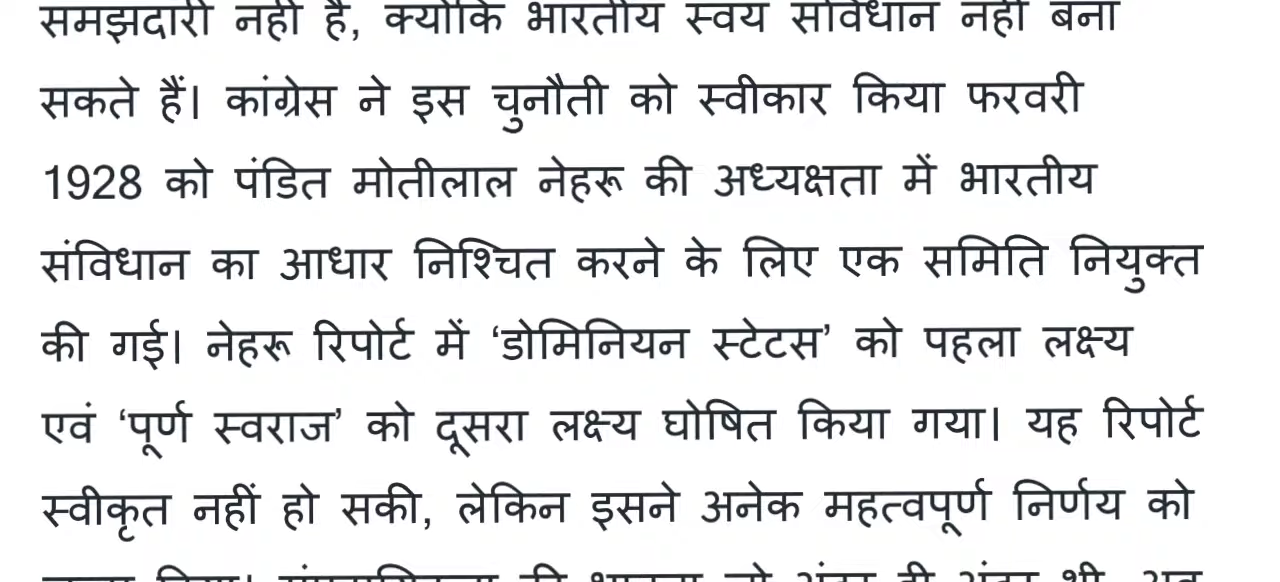 समझदारी नहीं है, क्योंकि भारतीय स्वयं संविधान नहीं बना
सकते हैं। कांग्रेस ने इस चुनौती को स्वीकार किया फरवरी
1928 को पंडित मोतीलाल नेहरू की अध्यक्षता में भारतीय
संविधान का आधार निश्चित करने के लिए एक समिति नियुक्त
की गई। नेहरू रिपोर्ट में ‘डोमिनियन स्टेटस’ को पहला लक्ष्य
एवं ‘पूर्ण स्वराज’ को दूसरा लक्ष्य घोषित किया गया। यह रिपोर्ट
स्वीकृत नहीं हो सकी, लेकिन इसने अनेक महत्वपूर्ण निर्णय को